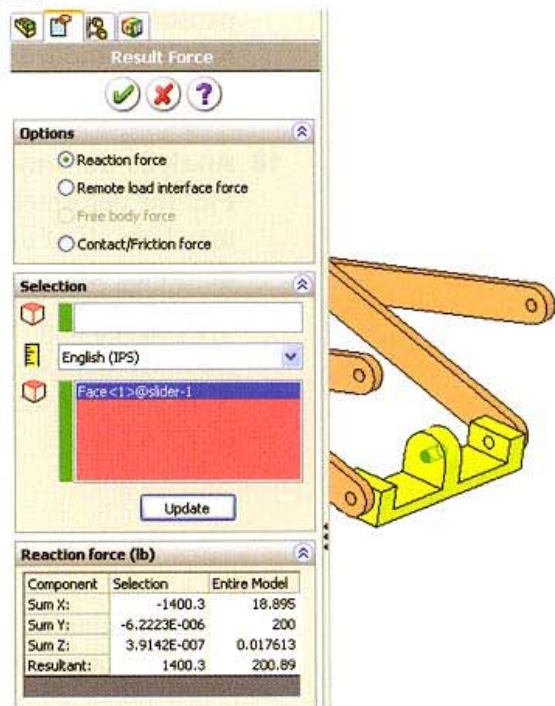 Result Force
?
Options
Reaction force
Remote load interface force
Free body force
Contact/Friction force
Selection
English (IPS)
Face<1>@slider-1
Update
Reaction force (lb)
Component Selection Entire Model
Sum X: -1400.3 18.895
Sum Y: -6.2223E-006 200
Sum Z: 3.9142E-007 0.017613
Resultant: 1400.3 200.89